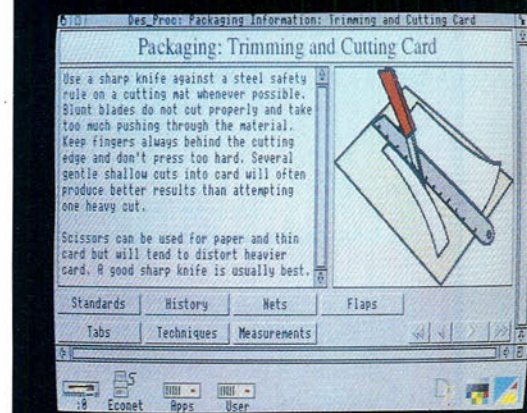 Des_Proc: Packaging Information: Trimming and Cutting Card
Packaging: Trimming and Cutting Card
Use a sharp knife against a steel safety
rule on a cutting mat whenever possible.
Blunt blades do not cut properly and take
too much pushing through the material.
Keep fingers always behind the cutting
edge and don't press too hard. Several
gentle shallow cuts into card will often
produce better results than attempting
one heavy cut.
Scissors can be used for paper and thin
card but will tend to distort heavier
card. A good sharp knife is usually best.
Standards
History
Nets
Flaps
Tabs
Techniques
Measurements
:0
Econet
Apps
User